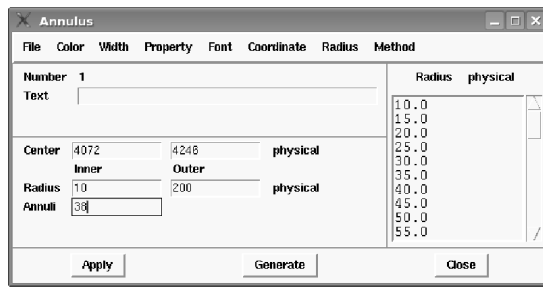 Annulus
File Color Width Property Font Coordinate Radius Method
Number 1
Text
Center 4072 4246 physical
Inner Outer
Radius 10 200 physical
Annuli 38
Radius physical
10.0
15.0
20.0
25.0
30.0
35.0
40.0
45.0
50.0
55.0
Apply Generate Close